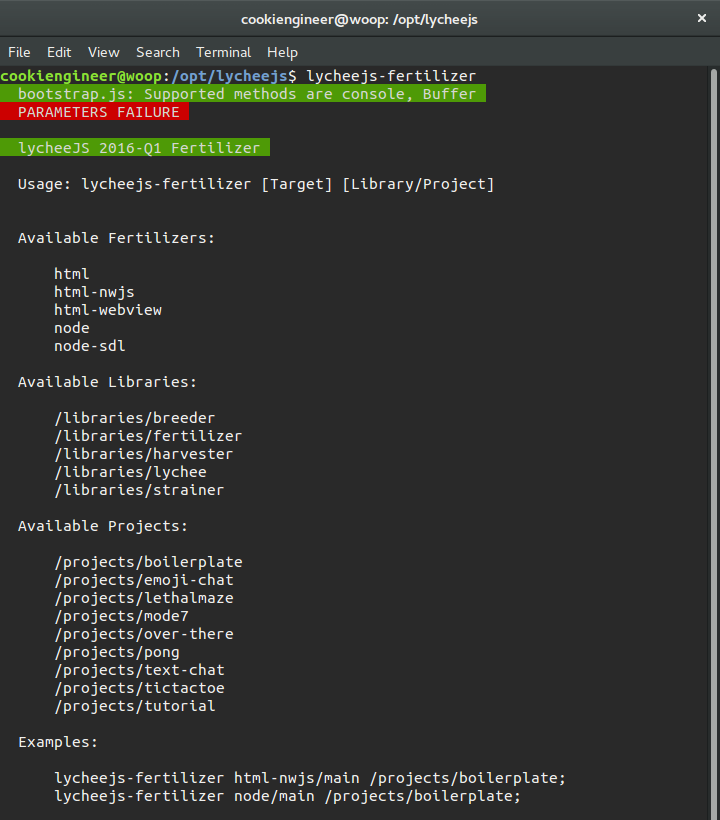 cookiengineer@woop: /opt/lycheejs
File Edit View Search Terminal Help
cookiengineer@woop:/opt/lycheejs$ lycheejs-fertilizer
bootstrap.js: Supported methods are console, Buffer
PARAMETERS FAILURE
lycheeJS 2016-Q1 Fertilizer
Usage: lycheejs-fertilizer [Target] [Library/Project]
Available Fertilizers:
html
html-nwjs
html-webview
node
node-sdl
Available Libraries:
/libraries/breeder
/libraries/fertilizer
/libraries/harvester
/libraries/lychee
/libraries/strainer
Available Projects:
/projects/boilerplate
/projects/emoji-chat
/projects/lethalmaze
/projects/mode7
/projects/over-there
/projects/pong
/projects/text-chat
/projects/tictactoe
/projects/tutorial
Examples:
lycheejs-fertilizer html-nwjs/main /projects/boilerplate;
lycheejs-fertilizer node/main /projects/boilerplate;